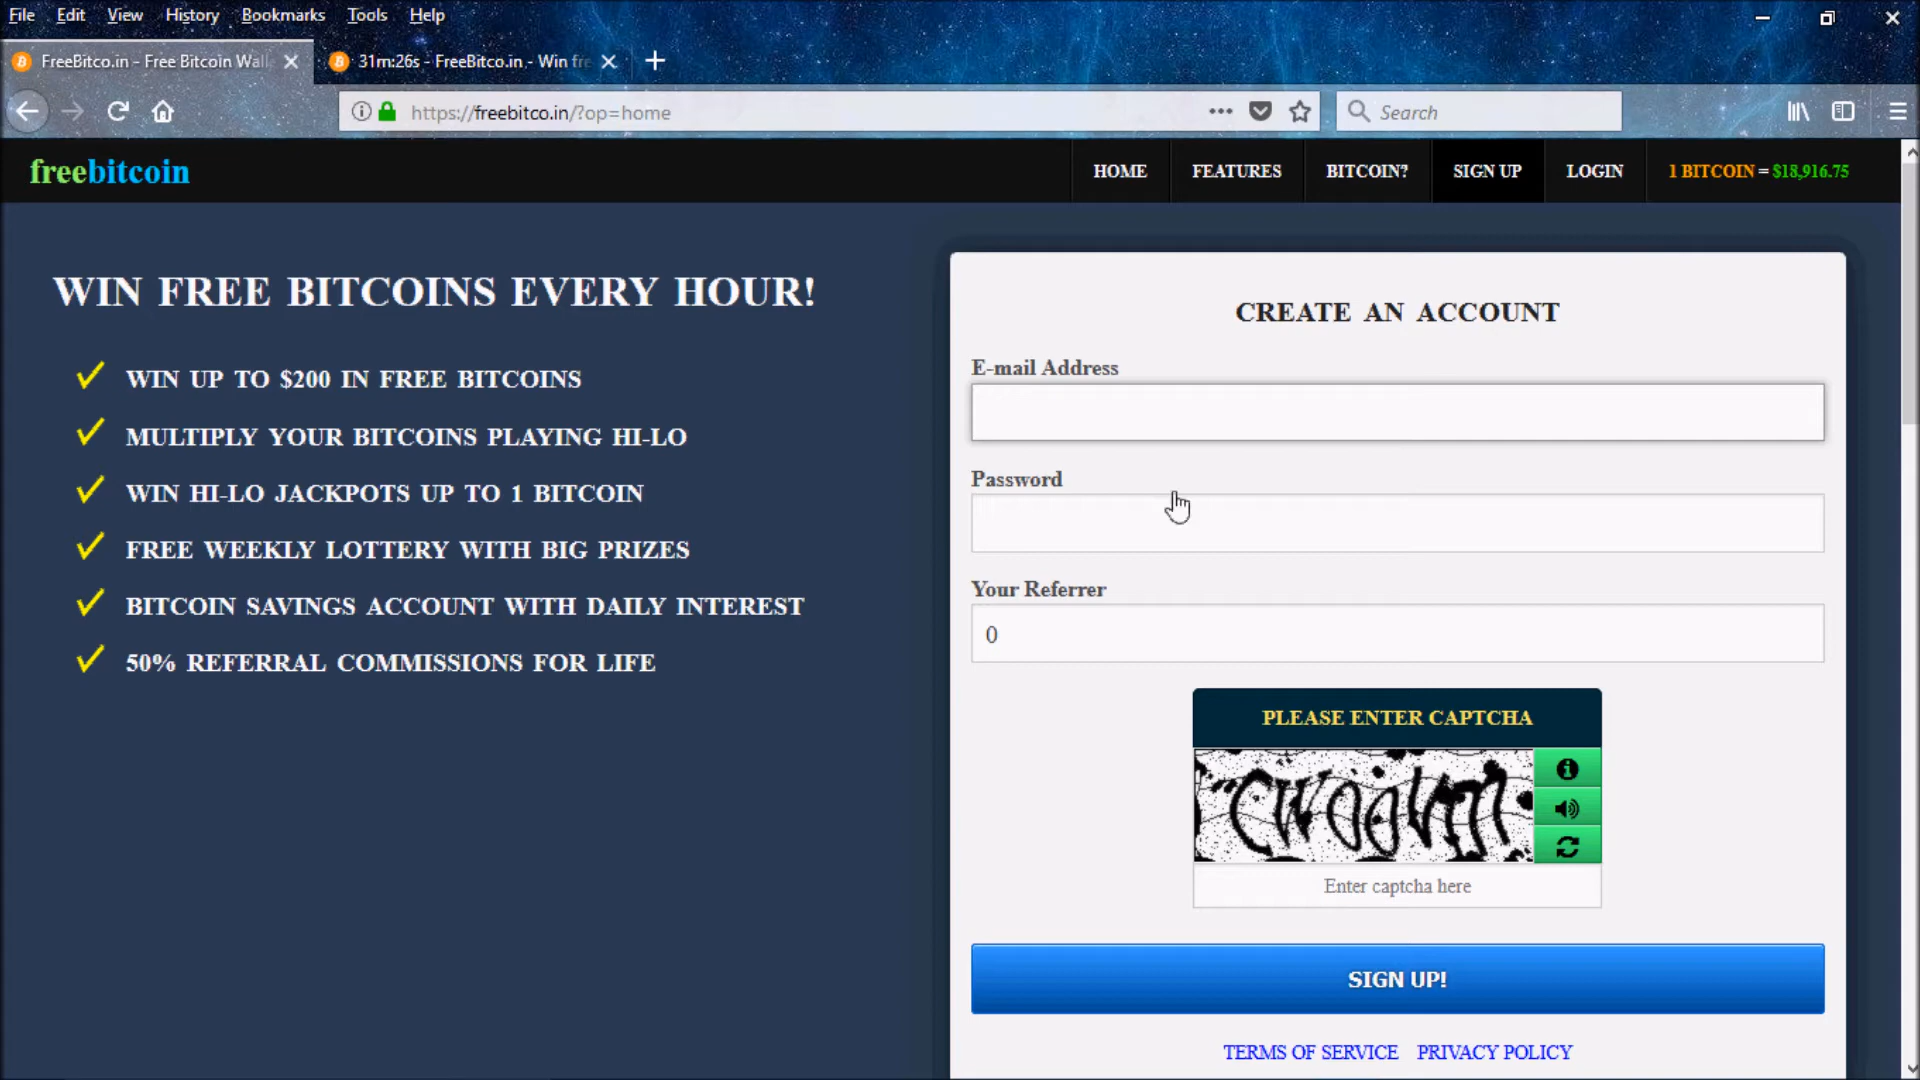 File Edit View History Bookmarks Tools Help
FreeBitco.in - Free Bitcoin Wall
31m:26s - FreeBitco.in - Win fre
https://freebitco.in/?op=home
Search
freebitcoin
HOME FEATURES BITCOIN? SIGN UP LOGIN 1 BITCOIN = $18,916.75
WIN FREE BITCOINS EVERY HOUR!
WIN UP TO $200 IN FREE BITCOINS
MULTIPLY YOUR BITCOINS PLAYING HI-LO
WIN HI-LO JACKPOTS UP TO 1 BITCOIN
FREE WEEKLY LOTTERY WITH BIG PRIZES
BITCOIN SAVINGS ACCOUNT WITH DAILY INTEREST
50% REFERRAL COMMISSIONS FOR LIFE
CREATE AN ACCOUNT
E-mail Address
Password
Your Referrer
0
PLEASE ENTER CAPTCHA
Enter captcha here
SIGN UP!
TERMS OF SERVICE PRIVACY POLICY